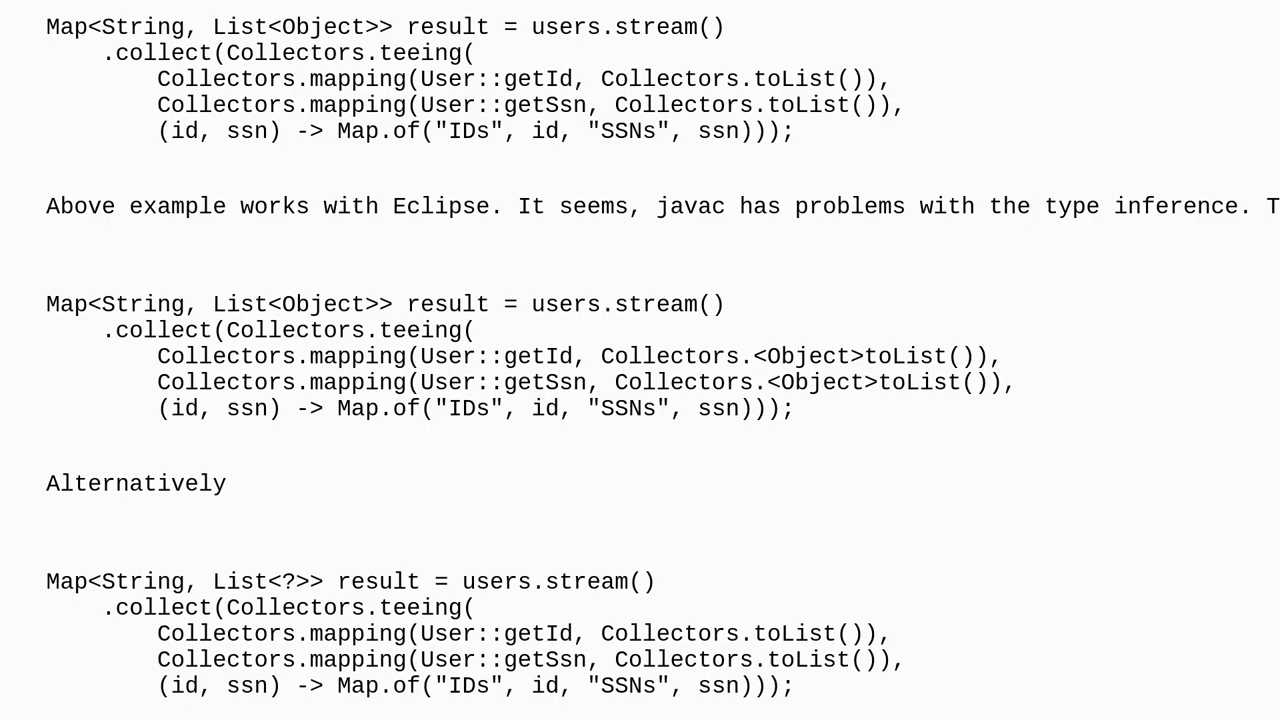 Map<String, List<Object>> result = users.stream()
    .collect(Collectors.teeing(
        Collectors.mapping(User::getId, Collectors.toList()),
        Collectors.mapping(User::getSsn, Collectors.toList()),
        (id, ssn) -> Map.of("IDs", id, "SSNs", ssn)));
Above example works with Eclipse. It seems, javac has problems with the type inference. T
Map<String, List<Object>> result = users.stream()
    .collect(Collectors.teeing(
        Collectors.mapping(User::getId, Collectors.<Object>toList()),
        Collectors.mapping(User::getSsn, Collectors.<Object>toList()),
        (id, ssn) -> Map.of("IDs", id, "SSNs", ssn)));
Alternatively
Map<String, List<?>> result = users.stream()
    .collect(Collectors.teeing(
        Collectors.mapping(User::getId, Collectors.toList()),
        Collectors.mapping(User::getSsn, Collectors.toList()),
        (id, ssn) -> Map.of("IDs", id, "SSNs", ssn)));